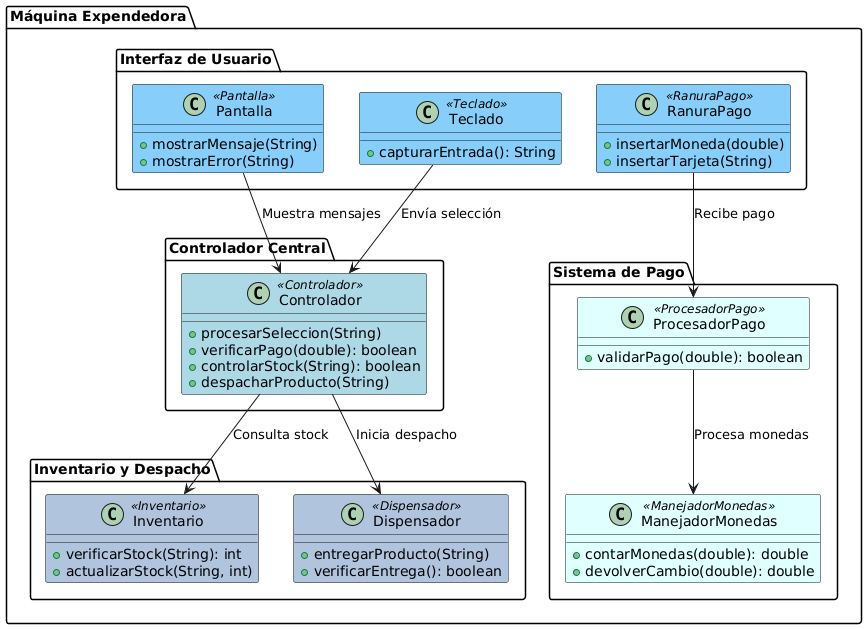 Máquina Expendedora
Interfaz de Usuario
C «Pantalla»
Pantalla
mostrarMensaje(String)
mostrarError(String)
C «Teclado»
Teclado
capturarEntrada(): String
C «RanuraPago»
RanuraPago
insertarMoneda(double)
insertarTarjeta(String)
Muestra mensajes
Envía selección
Recibe pago
Controlador Central
C «Controlador»
Controlador
procesarSeleccion(String)
verificarPago(double): boolean
controlarStock(String): boolean
despacharProducto(String)
Sistema de Pago
C «ProcesadorPago»
ProcesadorPago
validarPago(double): boolean
Consulta stock
Inicia despacho
Procesa monedas
Inventario y Despacho
C «Inventario»
Inventario
verificarStock(String): int
actualizarStock(String, int)
C «Dispensador»
Dispensador
entregarProducto(String)
verificarEntrega(): boolean
C «ManejadorMonedas»
ManejadorMonedas
contarMonedas(double): double
devolverCambio(double): double